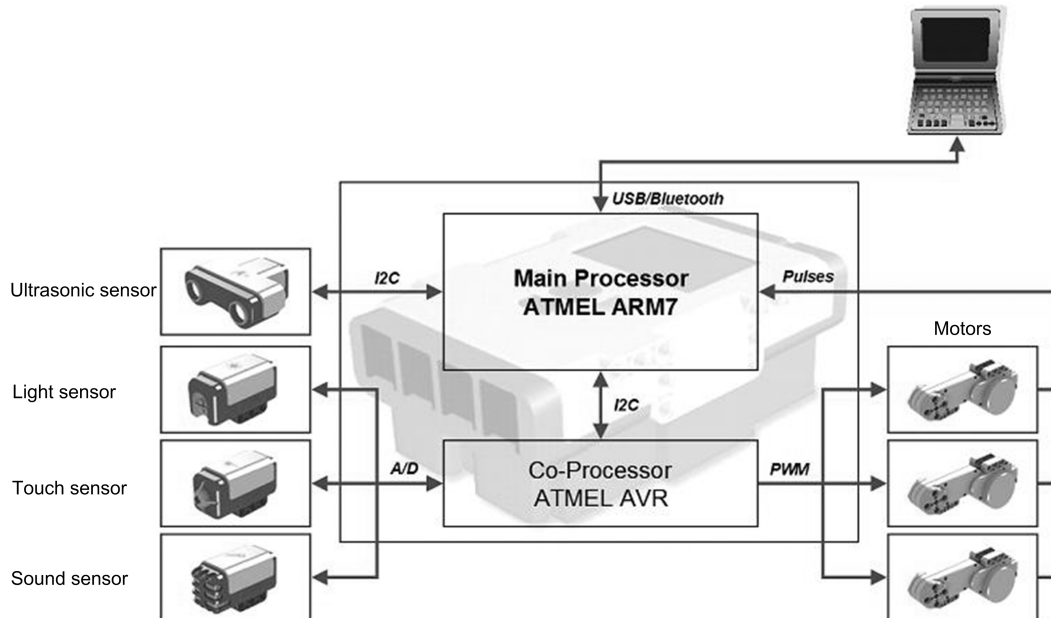 USB/Bluetooth
Ultrasonic sensor
I2C
Main Processor
ATMEL ARM7
Pulses
Motors
Light sensor
I2C
Touch sensor
A/D
Co-Processor
ATMEL AVR
PWM
Sound sensor